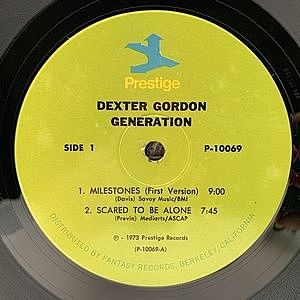 Prestige
DEXTER GORDON
GENERATION
SIDE 1 P-10069
1. MILESTONES (First Version) 9:00
(Davis) Savoy Music/BMI
2. SCARED TO BE ALONE 7:45
(Previn) Mediarts/ASCAP
℗ - 1973 Prestige Records
(P-10069-A)
DISTRIBUTED BY FANTASY RECORDS, BERKELEY, CALIFORNIA